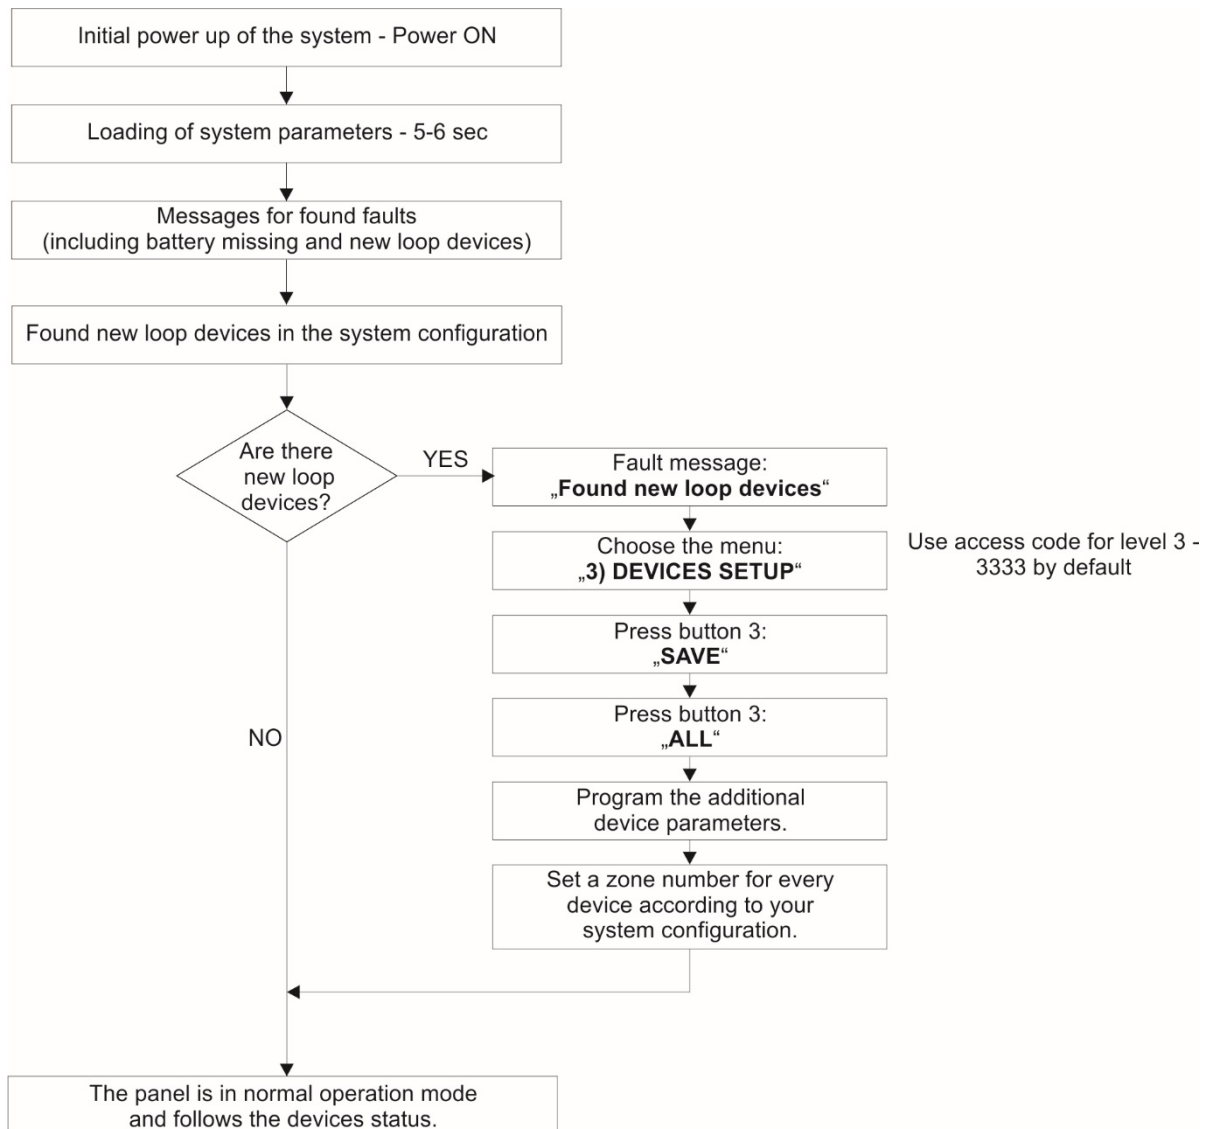 Initial power up of the system - Power ON
Loading of system parameters - 5-6 sec
Messages for found faults
(including battery missing and new loop devices)
Found new loop devices in the system configuration
Are there
new loop
devices?
YES
Fault message:
„Found new loop devices“
Choose the menu:
„3) DEVICES SETUP“
Use access code for level 3 -
3333 by default
Press button 3:
„SAVE“
Press button 3:
„ALL“
NO
Program the additional
device parameters.
Set a zone number for every
device according to your
system configuration.
The panel is in normal operation mode
and follows the devices status.